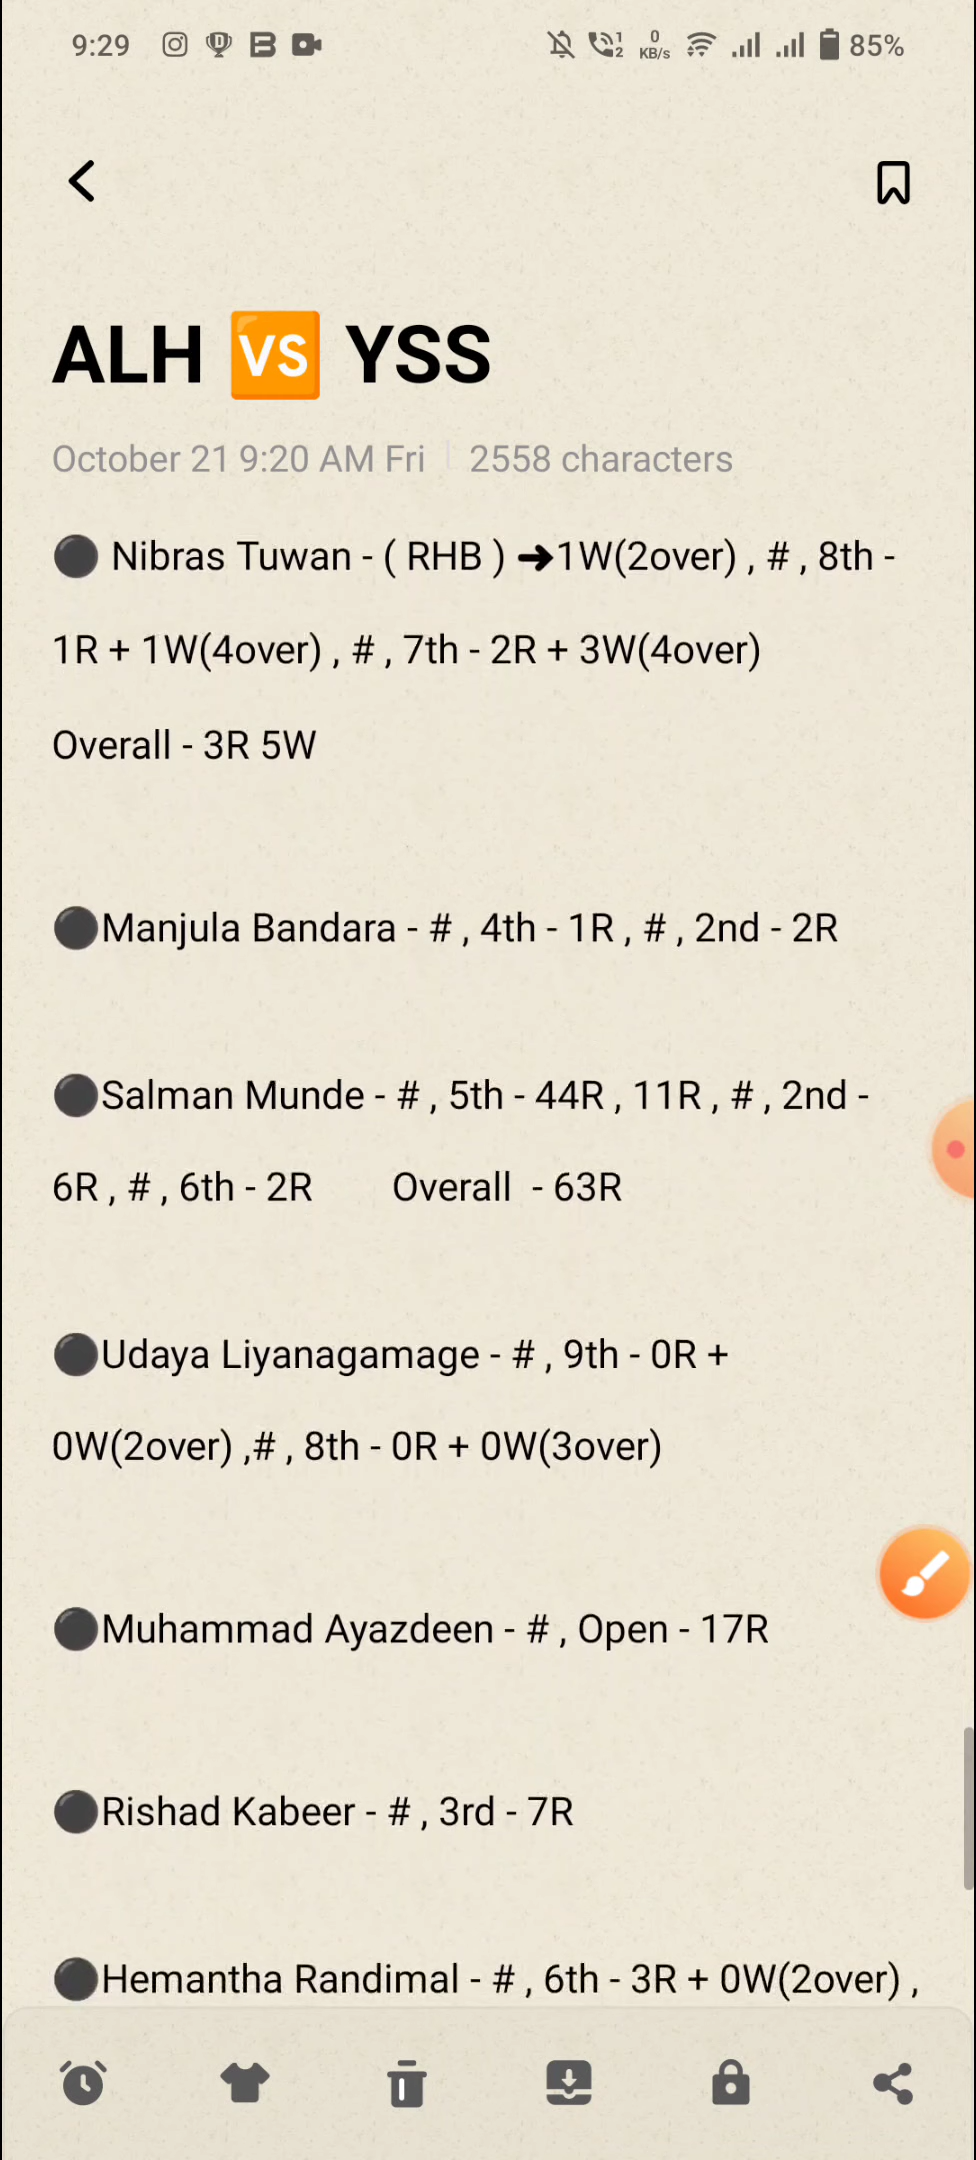 9:29
0 KB/s
85%
ALH 🆚 YSS
October 21 9:20 AM Fri | 2558 characters
⚫ Nibras Tuwan - ( RHB ) ➔1W(2over) , # , 8th -
1R + 1W(4over) , # , 7th - 2R + 3W(4over)
Overall - 3R 5W
⚫Manjula Bandara - # , 4th - 1R , # , 2nd - 2R
⚫Salman Munde - # , 5th - 44R , 11R , # , 2nd -
6R , # , 6th - 2R Overall - 63R
⚫Udaya Liyanagamage - # , 9th - 0R +
0W(2over) ,# , 8th - 0R + 0W(3over)
⚫Muhammad Ayazdeen - # , Open - 17R
⚫Rishad Kabeer - # , 3rd - 7R
⚫Hemantha Randimal - # , 6th - 3R + 0W(2over) ,